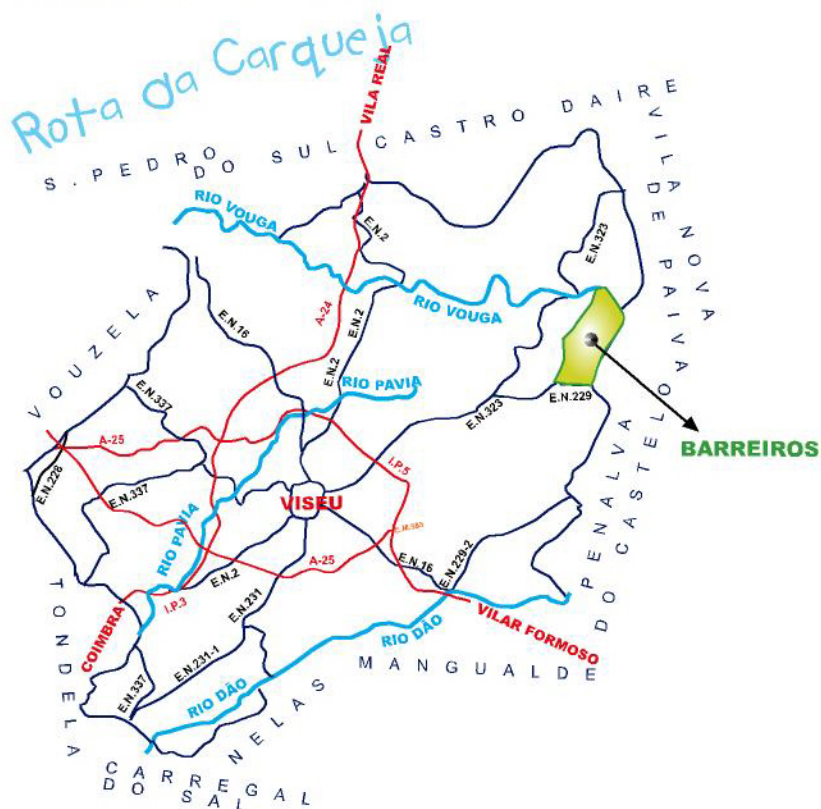 Rota da Carqueja
VILA REAL
S. PEDRO DO SUL
CASTRO DAIRE
VILA NOVA DE PAIVA
RIO VOUGA
E.N.2
E.N.323
VOUZELA
E.N.16
A-24
RIO VOUGA
E.N.2
E.N.2
RIO PAVIA
E.N.337
E.N.323
E.N.229
BARREIROS
A-25
I.P.5
E.N.228
E.N.337
VISEU
RIO PAVIA
A-25
E.N.16
E.N.229-2
PENALVA DO CASTELO
DO CASTELO
TONDELA
COIMBRA
I.P.3
E.N.2
E.N.231
VILAR FORMOSO
RIO DÃO
MANGUALDE
E.N.231-1
E.N.337
RIO DÃO
NELAS
CARREGAL
DO SAL